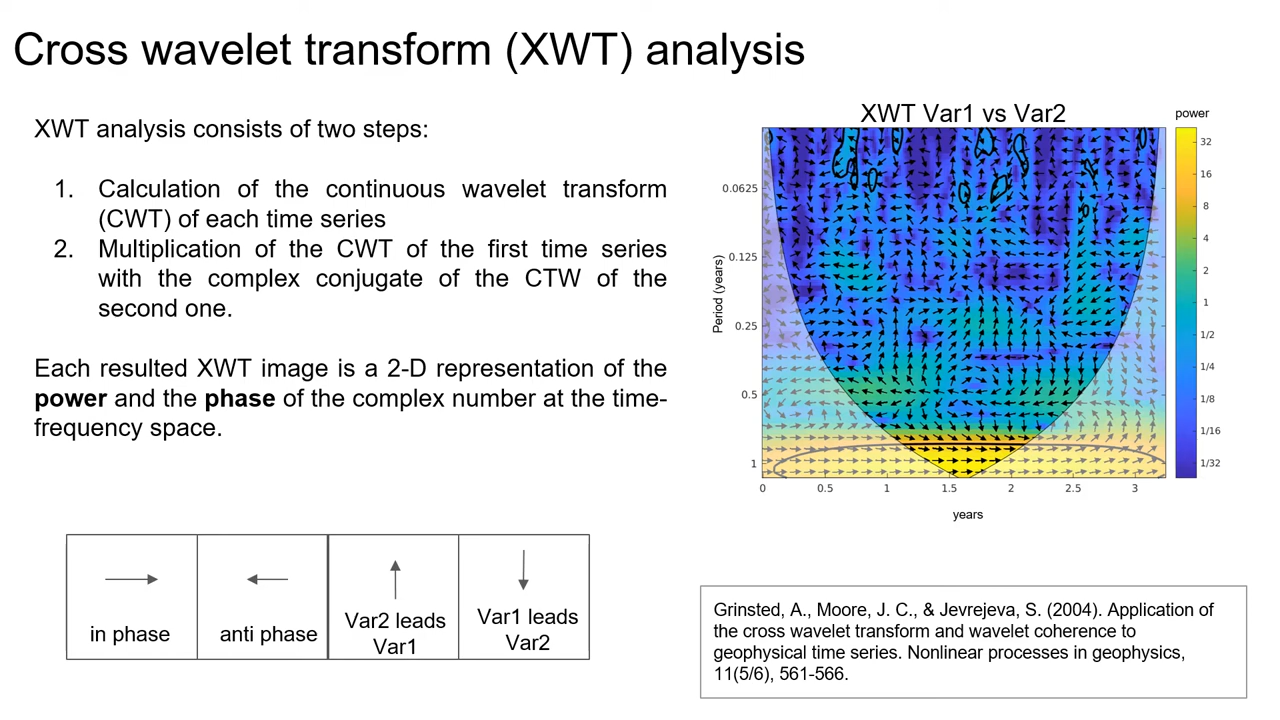 Cross wavelet transform (XWT) analysis
XWT analysis consists of two steps:
1. Calculation of the continuous wavelet transform
(CWT) of each time series
2. Multiplication of the CWT of the first time series
with the complex conjugate of the CTW of the
second one.
Each resulted XWT image is a 2-D representation of the
power and the phase of the complex number at the time-
frequency space.
in phase
anti phase
Var2 leads
Var1
Var1 leads
Var2
XWT Var1 vs Var2
power
Period (years)
0.0625
0.125
0.25
0.5
1
0 0.5 1 1.5 2 2.5 3
years
32
16
8
4
2
1
1/2
1/4
1/8
1/16
1/32
Grinsted, A., Moore, J. C., & Jevrejeva, S. (2004). Application of
the cross wavelet transform and wavelet coherence to
geophysical time series. Nonlinear processes in geophysics,
11(5/6), 561-566.